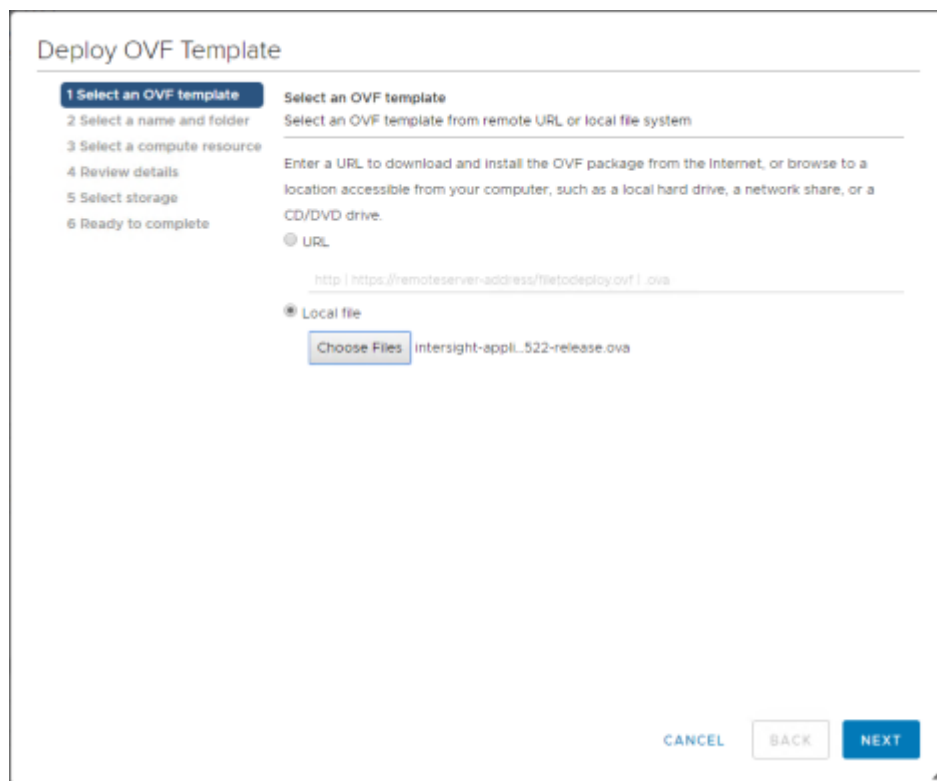 Deploy OVF Template
1 Select an OVF template
2 Select a name and folder
3 Select a compute resource
4 Review details
5 Select storage
6 Ready to complete
Select an OVF template
Select an OVF template from remote URL or local file system
Enter a URL to download and install the OVF package from the Internet, or browse to a
location accessible from your computer, such as a local hard drive, a network share, or a
CD/DVD drive.
URL
http | https://remoteserver-address/filetodeploy.ovf | .ova
Local file
Choose Files intersight-appli...522-release.ova
CANCEL BACK NEXT